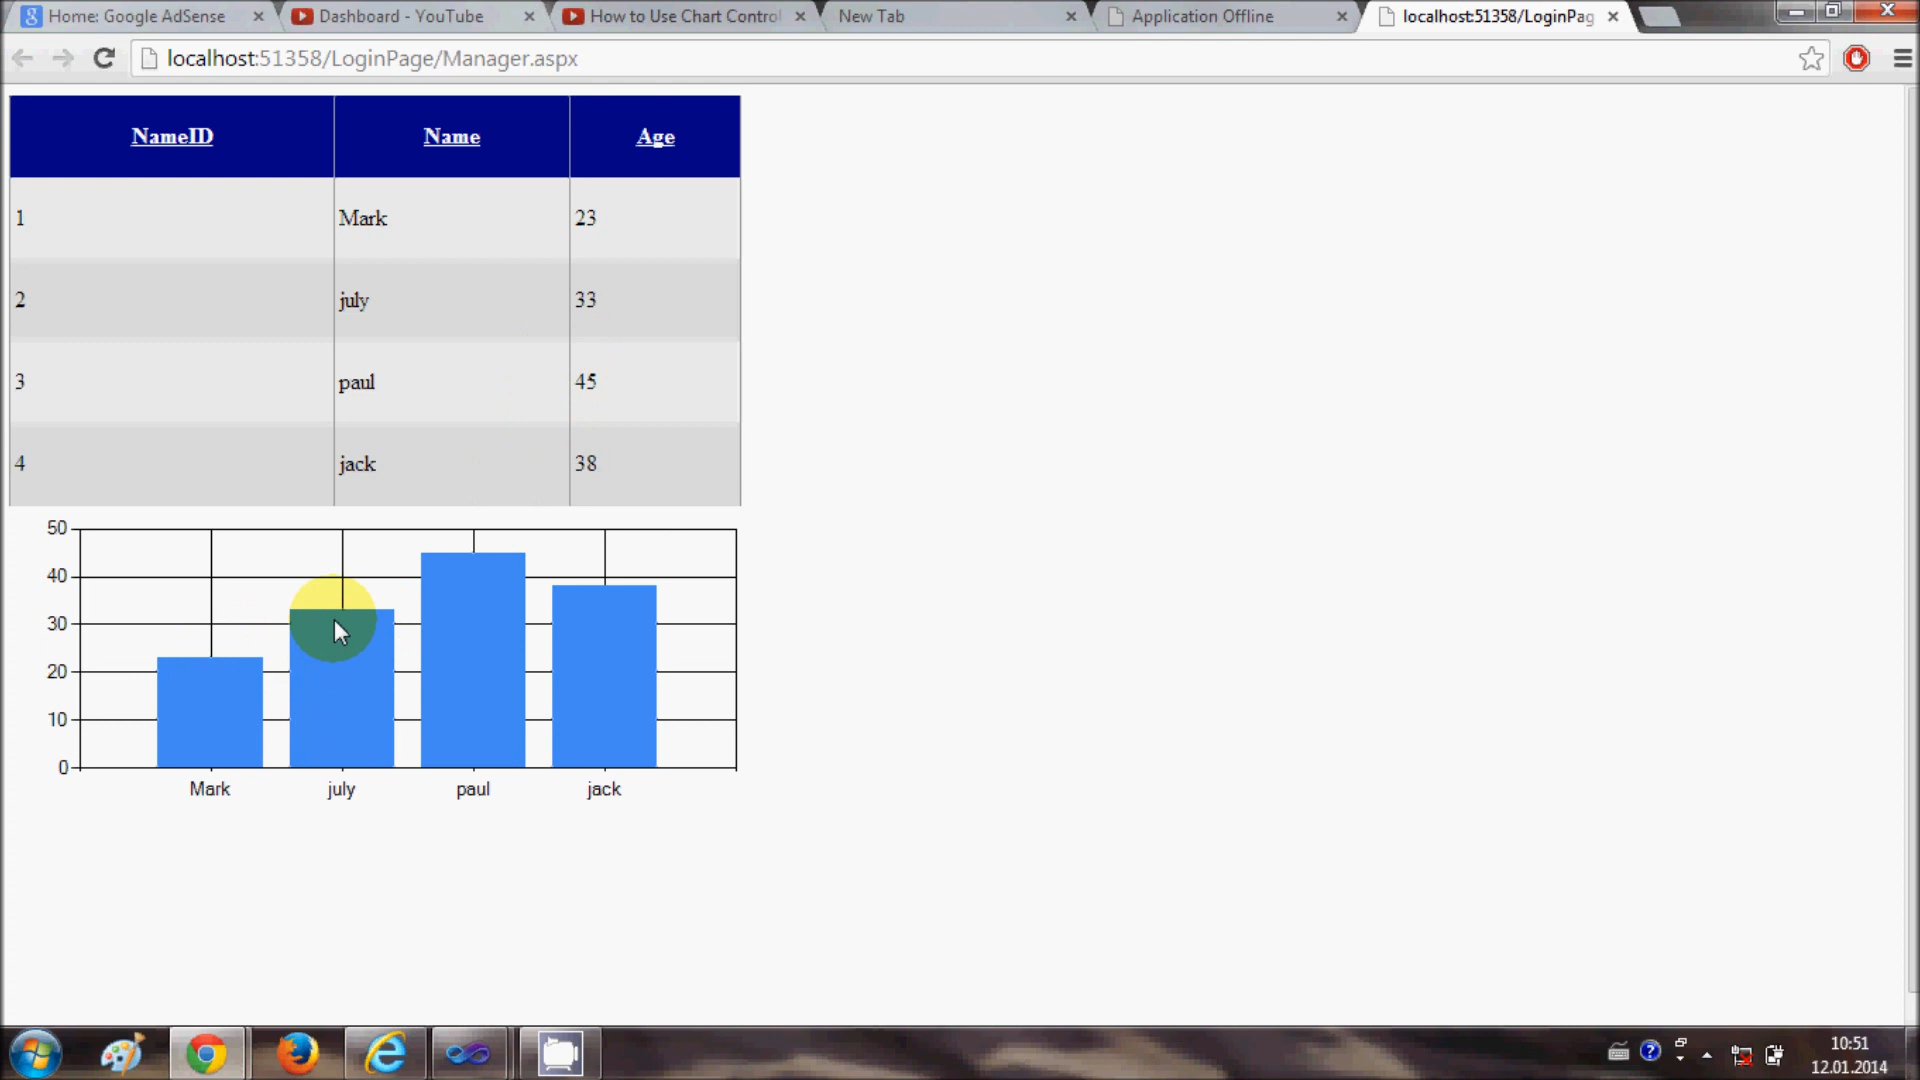 Home: Google AdSense Dashboard - YouTube How to Use Chart Control New Tab Application Offline localhost:51358/LoginPag
localhost:51358/LoginPage/Manager.aspx
NameID Name Age
1 Mark 23
2 july 33
3 paul 45
4 jack 38
50
40
30
20
10
0
Mark july paul jack
10:51
12.01.2014